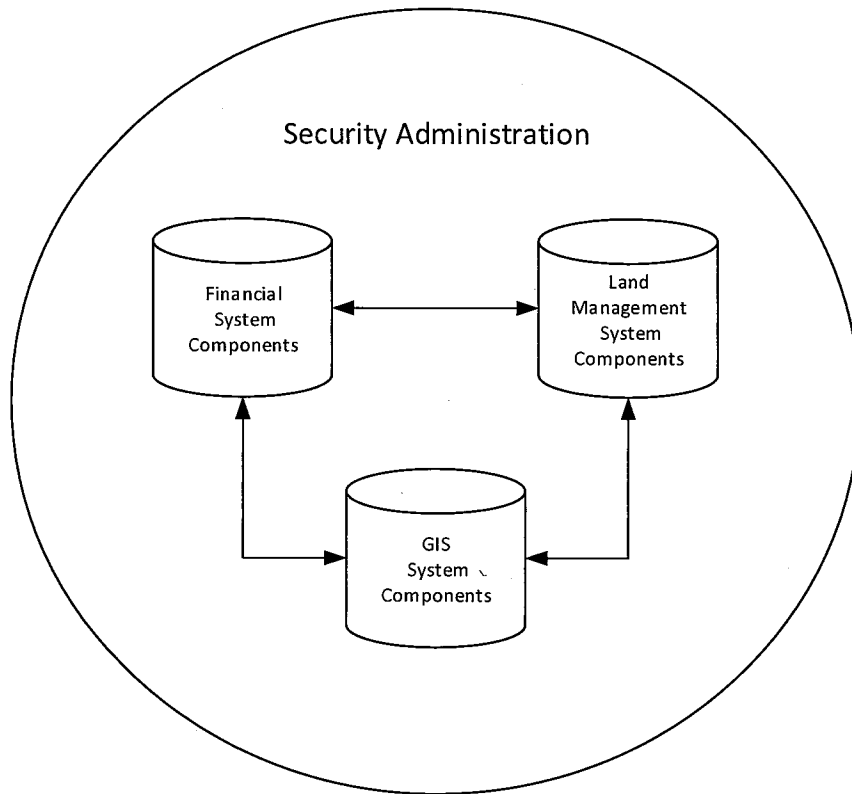 Security Administration
Financial
System
Components
Land
Management
System
Components
GIS
System
Components